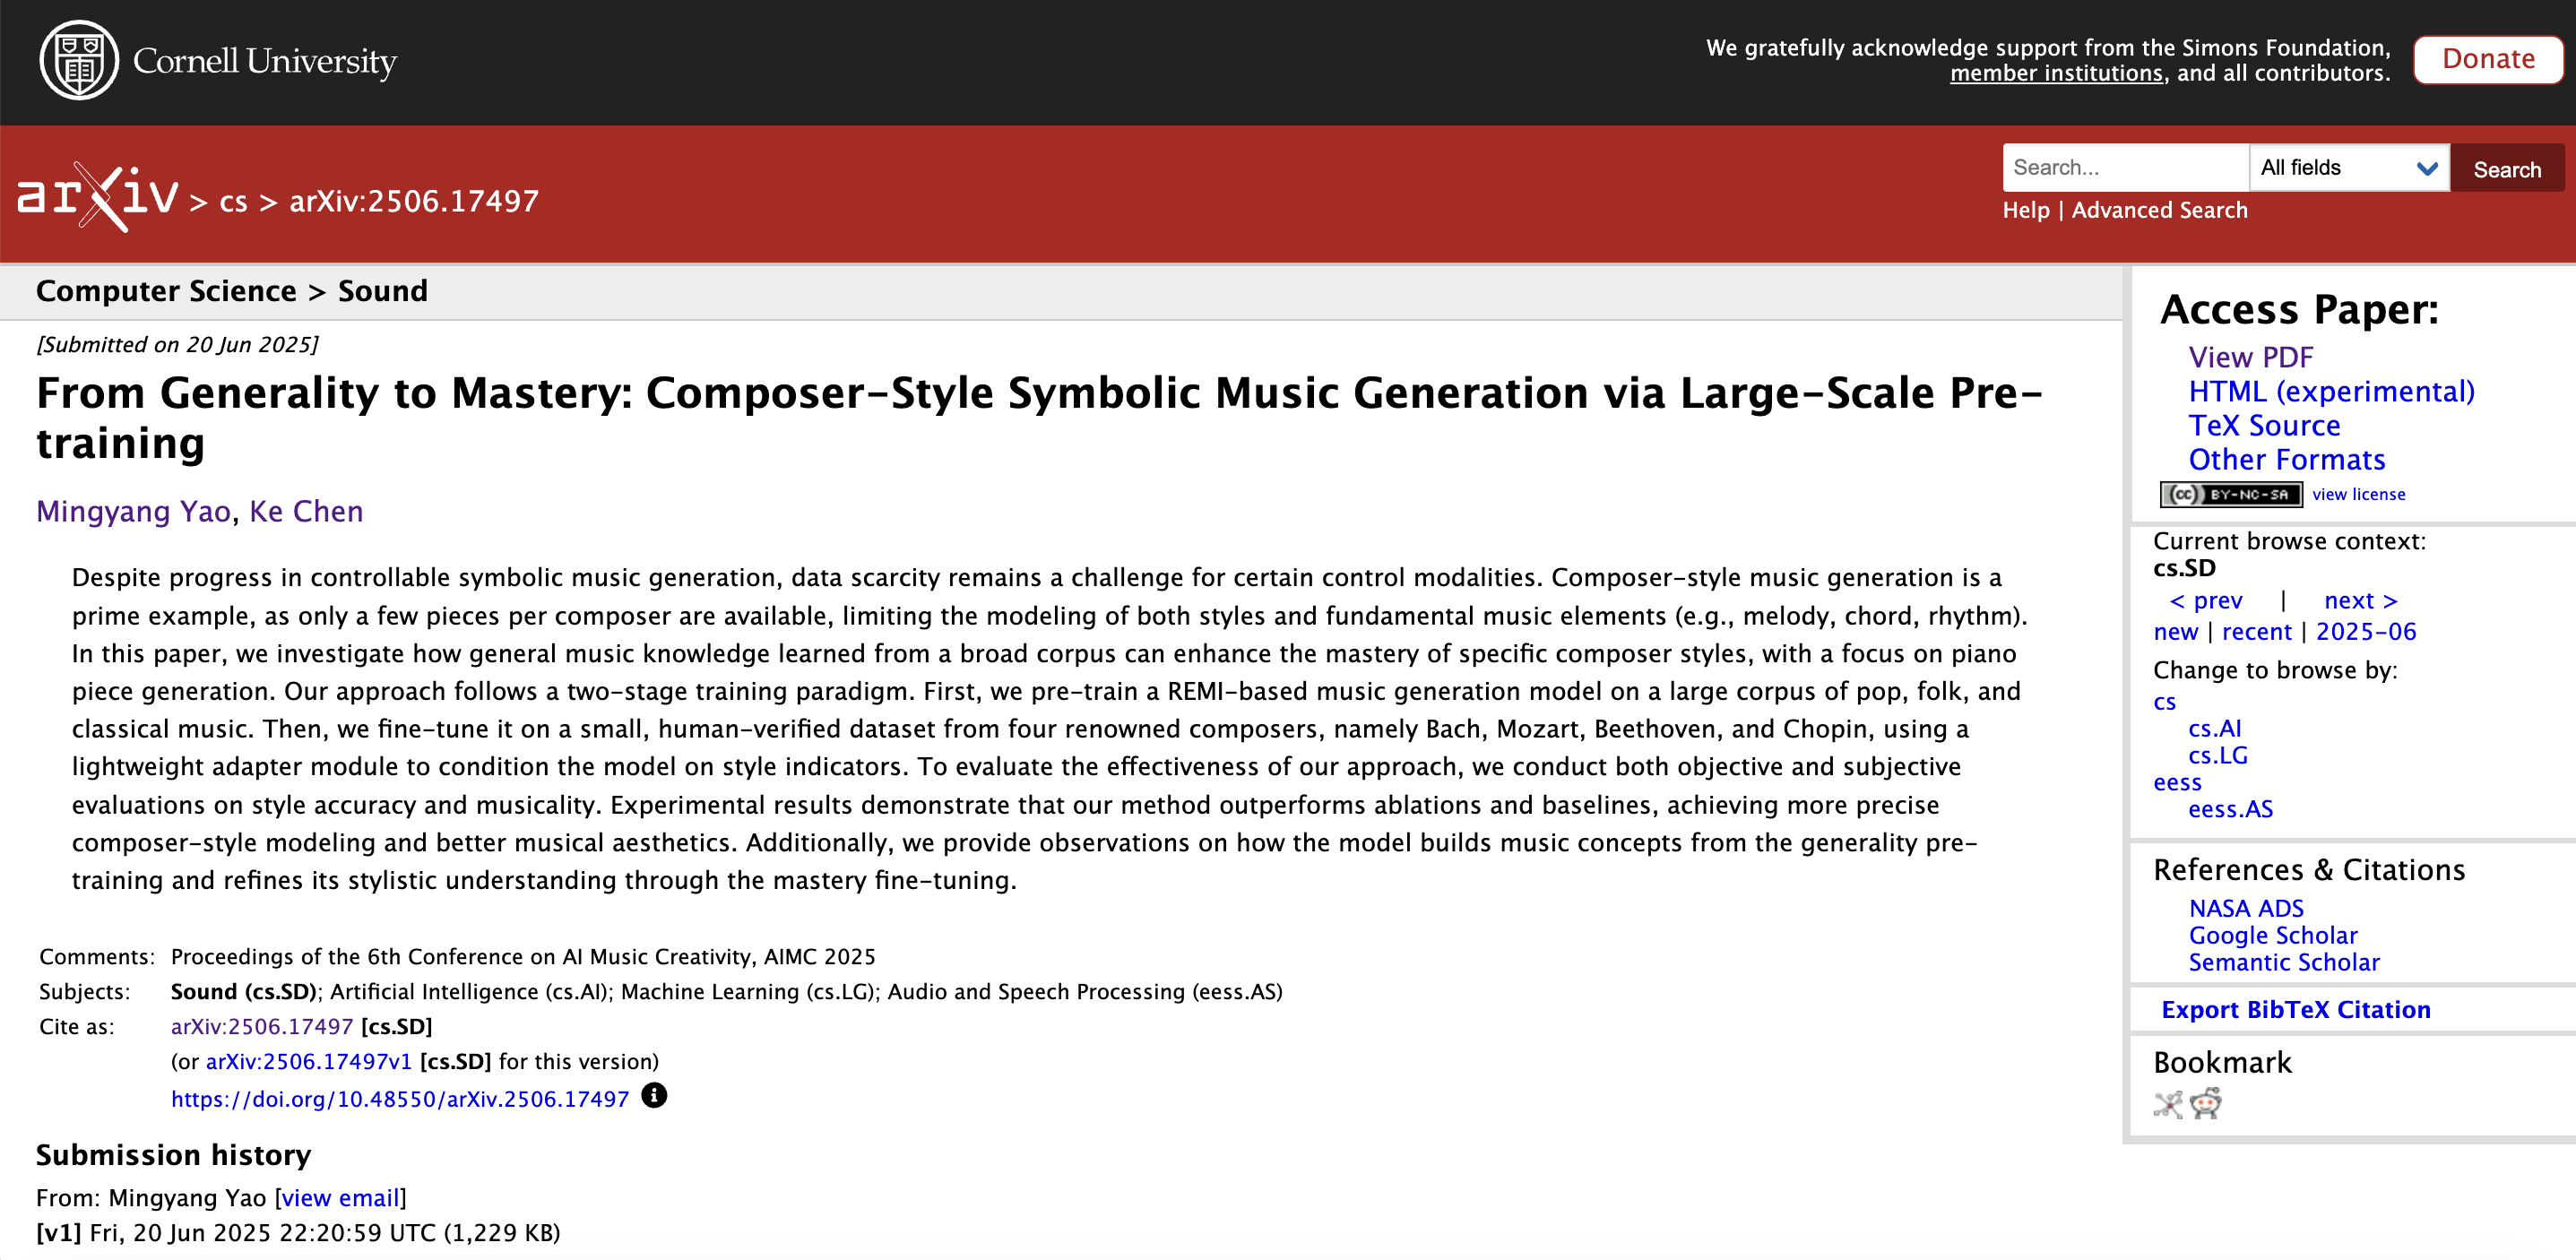 Cornell University
We gratefully acknowledge support from the Simons Foundation,
member institutions, and all contributors.
Donate
arXiv > cs > arXiv:2506.17497
Search...
All fields
Search
Help | Advanced Search
Computer Science > Sound
[Submitted on 20 Jun 2025]
From Generality to Mastery: Composer-Style Symbolic Music Generation via Large-Scale Pre-
training
Mingyang Yao, Ke Chen
Despite progress in controllable symbolic music generation, data scarcity remains a challenge for certain control modalities. Composer-style music generation is a
prime example, as only a few pieces per composer are available, limiting the modeling of both styles and fundamental music elements (e.g., melody, chord, rhythm).
In this paper, we investigate how general music knowledge learned from a broad corpus can enhance the mastery of specific composer styles, with a focus on piano
piece generation. Our approach follows a two-stage training paradigm. First, we pre-train a REMI-based music generation model on a large corpus of pop, folk, and
classical music. Then, we fine-tune it on a small, human-verified dataset from four renowned composers, namely Bach, Mozart, Beethoven, and Chopin, using a
lightweight adapter module to condition the model on style indicators. To evaluate the effectiveness of our approach, we conduct both objective and subjective
evaluations on style accuracy and musicality. Experimental results demonstrate that our method outperforms ablations and baselines, achieving more precise
composer-style modeling and better musical aesthetics. Additionally, we provide observations on how the model builds music concepts from the generality pre-
training and refines its stylistic understanding through the mastery fine-tuning.
Comments: Proceedings of the 6th Conference on AI Music Creativity, AIMC 2025
Subjects: Sound (cs.SD); Artificial Intelligence (cs.AI); Machine Learning (cs.LG); Audio and Speech Processing (eess.AS)
Cite as: arXiv:2506.17497 [cs.SD]
(or arXiv:2506.17497v1 [cs.SD] for this version)
https://doi.org/10.48550/arXiv.2506.17497
Submission history
From: Mingyang Yao [view email]
[v1] Fri, 20 Jun 2025 22:20:59 UTC (1,229 KB)
Access Paper:
View PDF
HTML (experimental)
TeX Source
Other Formats
cc BY-NC-SA view license
Current browse context:
cs.SD
< prev | next >
new | recent | 2025-06
Change to browse by:
cs
cs.AI
cs.LG
eess
eess.AS
References & Citations
NASA ADS
Google Scholar
Semantic Scholar
Export BibTeX Citation
Bookmark